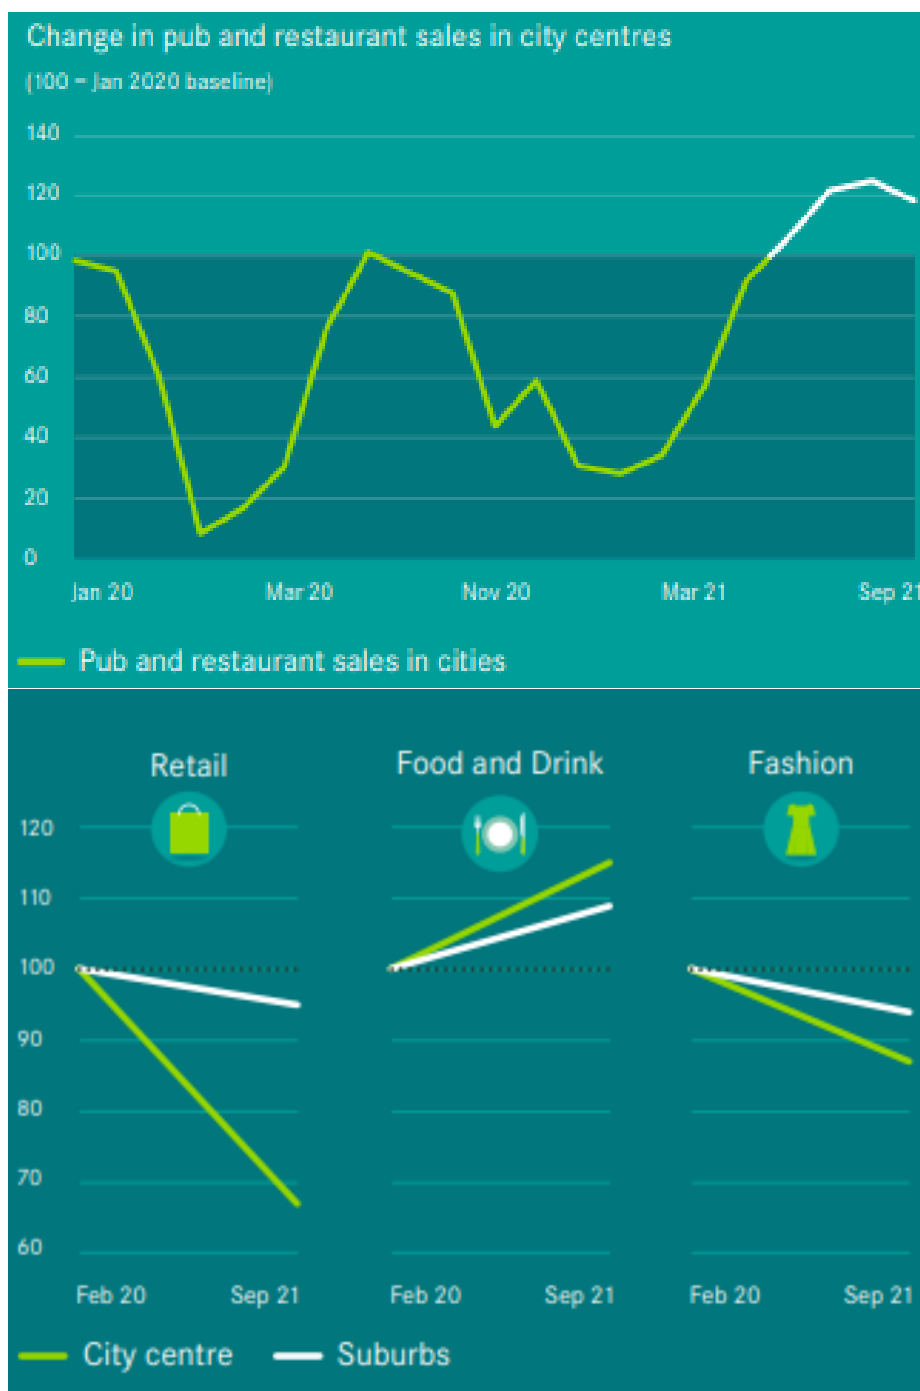 Change in pub and restaurant sales in city centres
(100 = Jan 2020 baseline)
140
120
100
80
60
40
20
0
Jan 20 Mar 20 Nov 20 Mar 21 Sep 21
Pub and restaurant sales in cities
Retail Food and Drink Fashion
120
110
100
90
80
70
60
Feb 20 Sep 21 Feb 20 Sep 21 Feb 20 Sep 21
City centre Suburbs